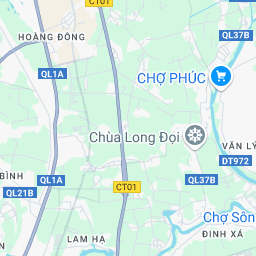 CT01
HOÀNG ĐÔNG
QL37B
QL1A
CHỢ PHÚC
Chùa Long Đọi
VĂN LÝ
DT972
BÌNH
QL1A
CT01
QL37B
QL21B
Chợ Sôn
LAM HẠ
ĐINH XÁ